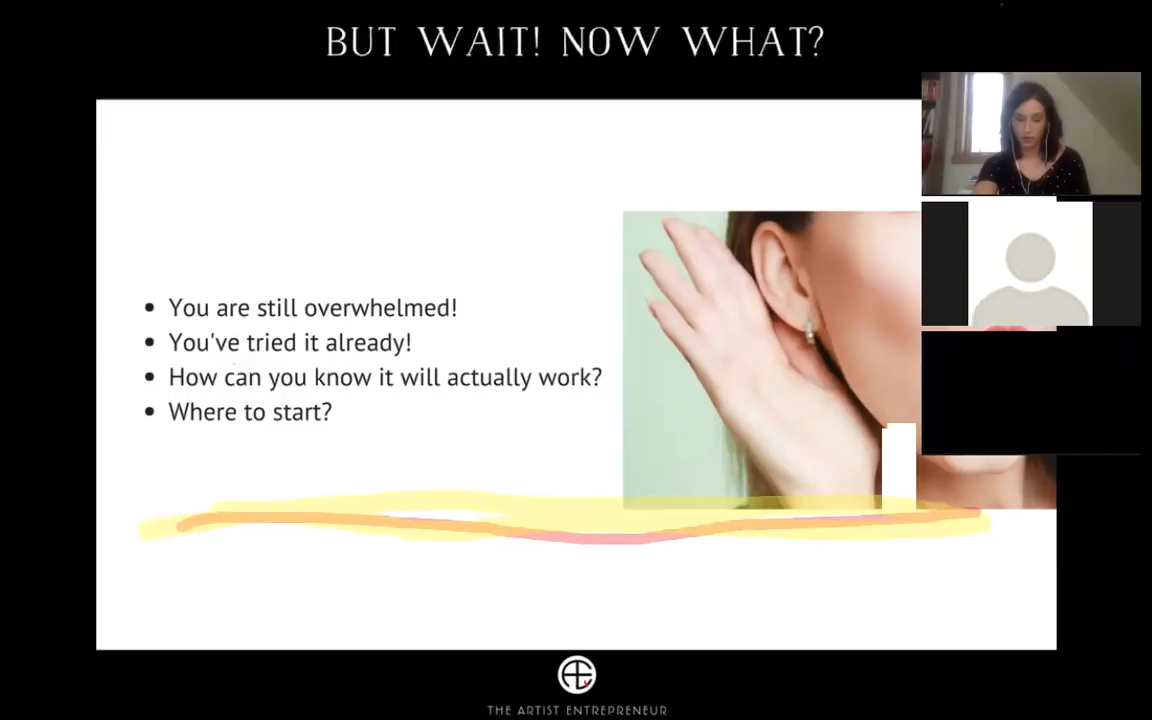 BUT WAIT! NOW WHAT?
• You are still overwhelmed!
• You've tried it already!
• How can you know it will actually work?
• Where to start?
THE ARTIST ENTREPRENEUR